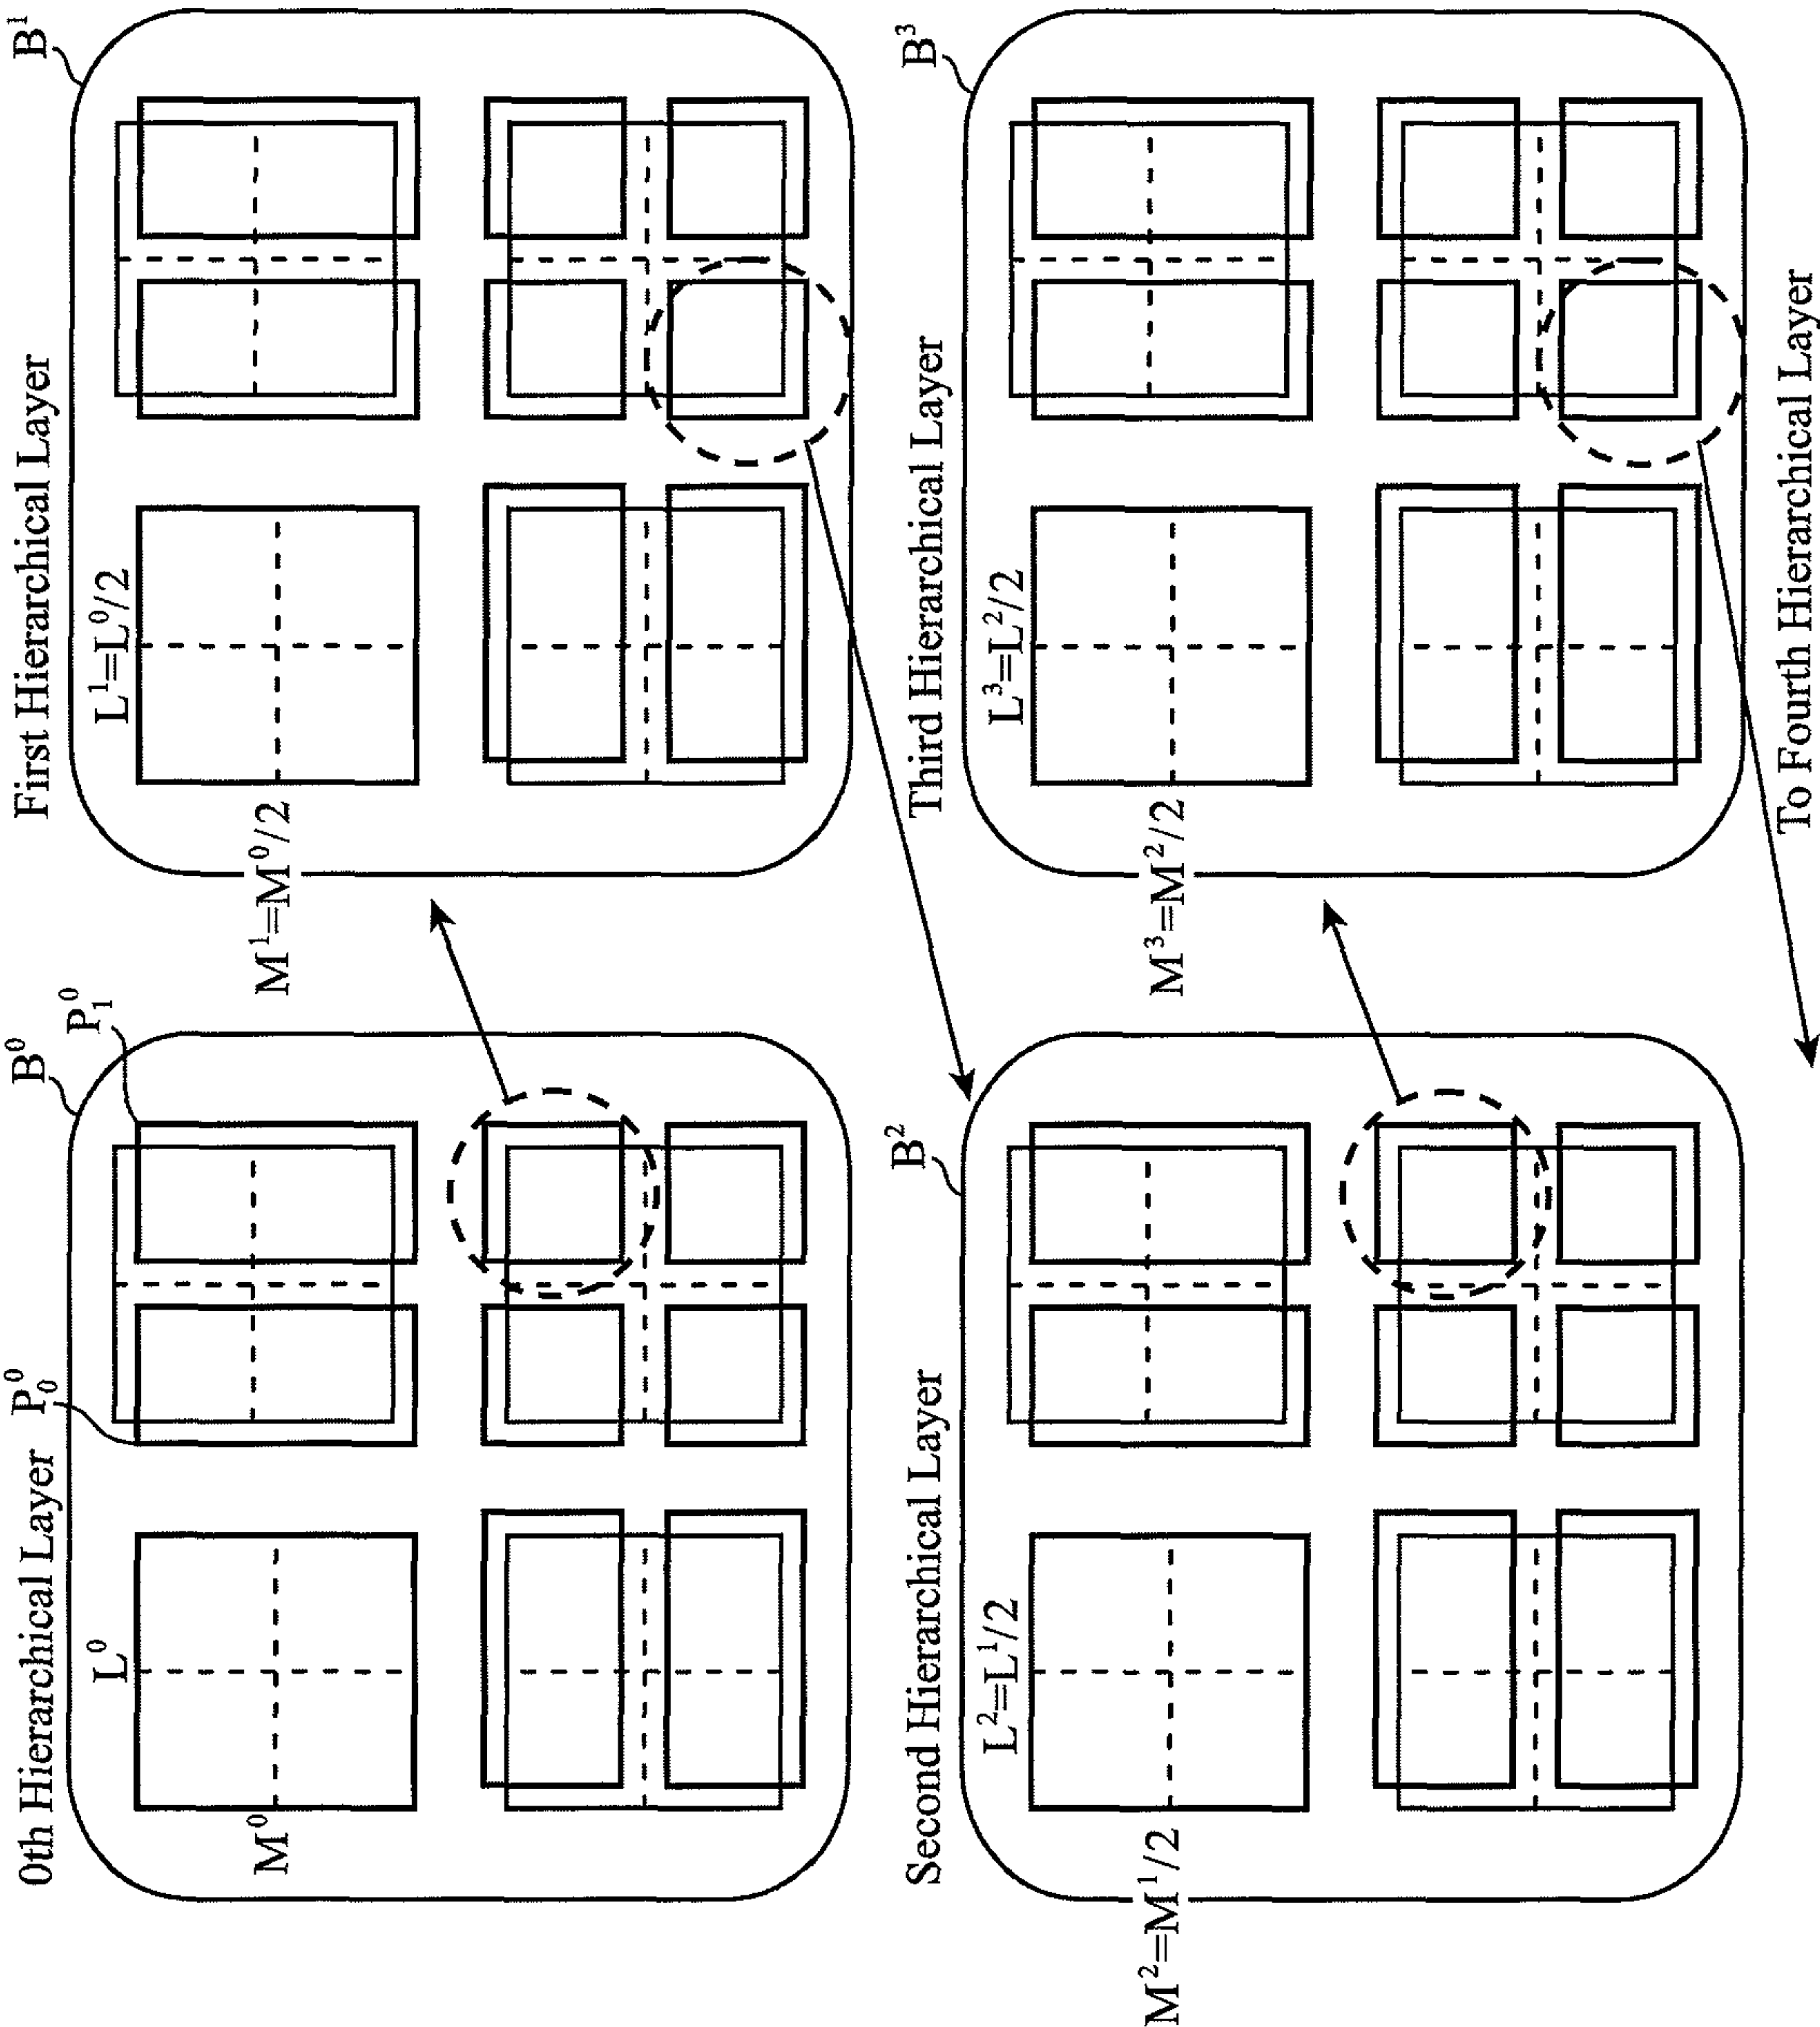 0th Hierarchical Layer
B⁰
L⁰
M⁰
P₀⁰
P₁⁰
First Hierarchical Layer
B¹
L¹=L⁰/2
M¹=M⁰/2
Second Hierarchical Layer
B²
L²=L¹/2
M²=M¹/2
Third Hierarchical Layer
B³
L³=L²/2
M³=M²/2
To Fourth Hierarchical Layer